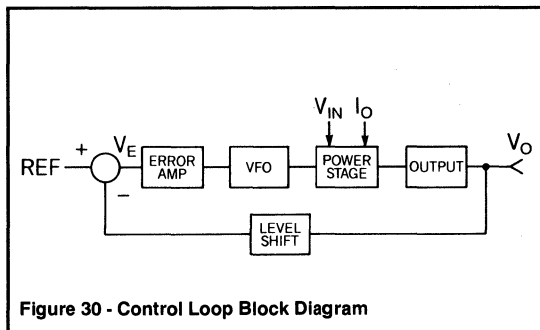 V_IN I_O
REF + V_E ERROR AMP VFO POWER STAGE OUTPUT V_O
−
LEVEL SHIFT
Figure 30 - Control Loop Block Diagram